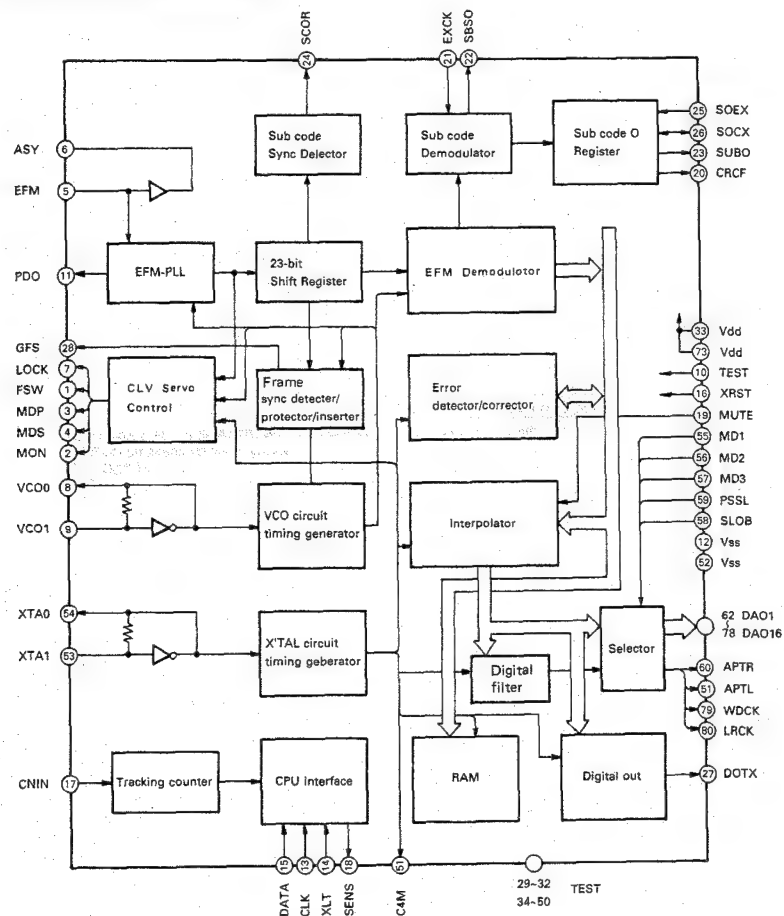 SCOR
EXCK
SBSO
24
21
22
ASY
6
EFM
5
Sub code
Sync Delector
Sub code
Demodulator
Sub code O
Register
25
SOEX
26
SOCX
23
SUBO
20
CRCF
PDO
11
EFM-PLL
23-bit
Shift Register
EFM Demodulator
GFS
28
LOCK
7
FSW
1
MDP
3
MDS
4
MON
2
CLV Servo
Control
Frame
sync detecter/
protector/inserter
Error
detector/corrector
33
Vdd
73
Vdd
10
TEST
16
XRST
19
MUTE
55
MD1
56
MD2
57
MD3
59
PSSL
58
SLOB
12
Vss
52
Vss
VCO0
8
VCO1
9
VCO circuit
timing generator
Interpolator
XTA0
54
XTA1
53
X'TAL circuit
timing geberator
Digital
filter
Selector
62 DAO1
~
78 DAO16
60
APTR
51
APTL
79
WDCK
80
LRCK
CNIN
17
Tracking counter
CPU interface
RAM
Digital out
27
DOTX
15
13
14
18
61
DATA
CLK
XLT
SENS
C4M
29~32
34~50
TEST